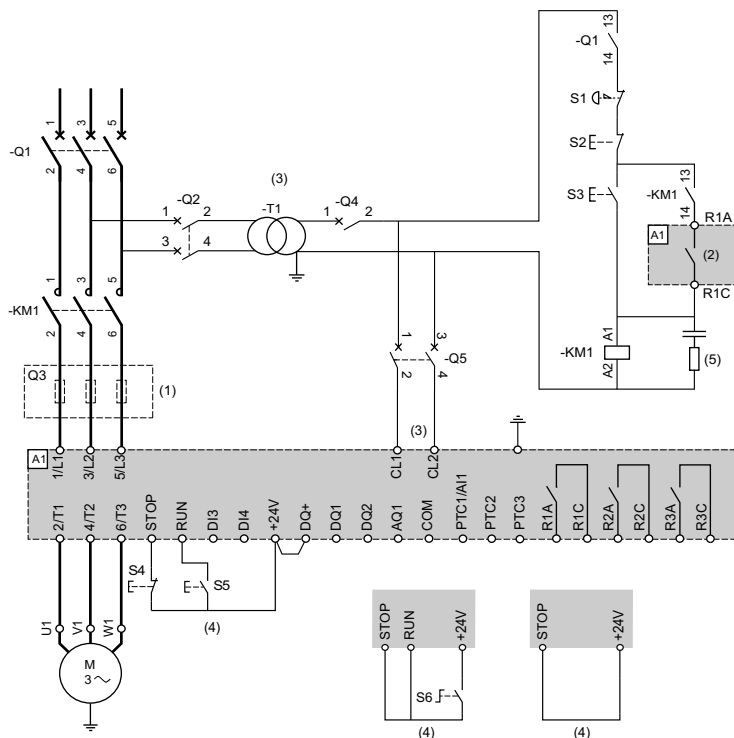 13
-Q1
14
S1
S2
S3
13
-KM1
14
R1A
A1
(2)
R1C
A1
-KM1
A2
(5)
1 3 5
-Q1
2 4 6
(3)
-Q2
1 2
3 4
-T1
-Q4
1 2
1 3 5
-KM1
2 4 6
1 3
-Q5
2 4
Q3
(1)
(3)
A1
1/L1 3/L2 5/L3 CL1 CL2
2/T1 4/T2 6/T3 STOP RUN DI3 DI4 +24V DQ+ DQ1 DQ2 AQ1 COM PTC1/AI1 PTC2 PTC3 R1A R1C R2A R2C R3A R3C
S4 S5
(4)
U1 V1 W1
M
3
STOP RUN +24V
S6
(4)
STOP +24V
(4)